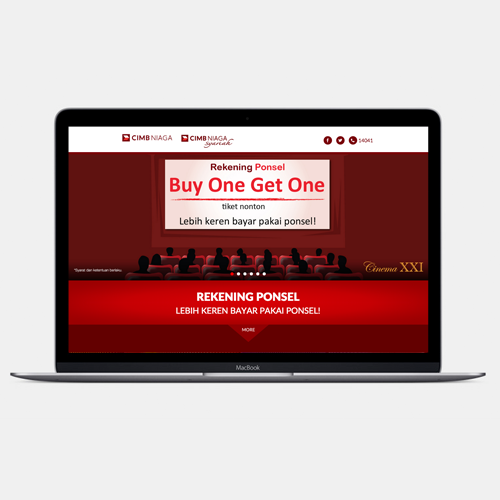 CIMB NIAGA
CIMB NIAGA Syariah
14041
Rekening Ponsel
Buy One Get One
tiket nonton
Lebih keren bayar pakai ponsel!
*Syarat dan ketentuan berlaku.
Cinema XXI
REKENING PONSEL
LEBIH KEREN BAYAR PAKAI PONSEL!
MORE
MacBook